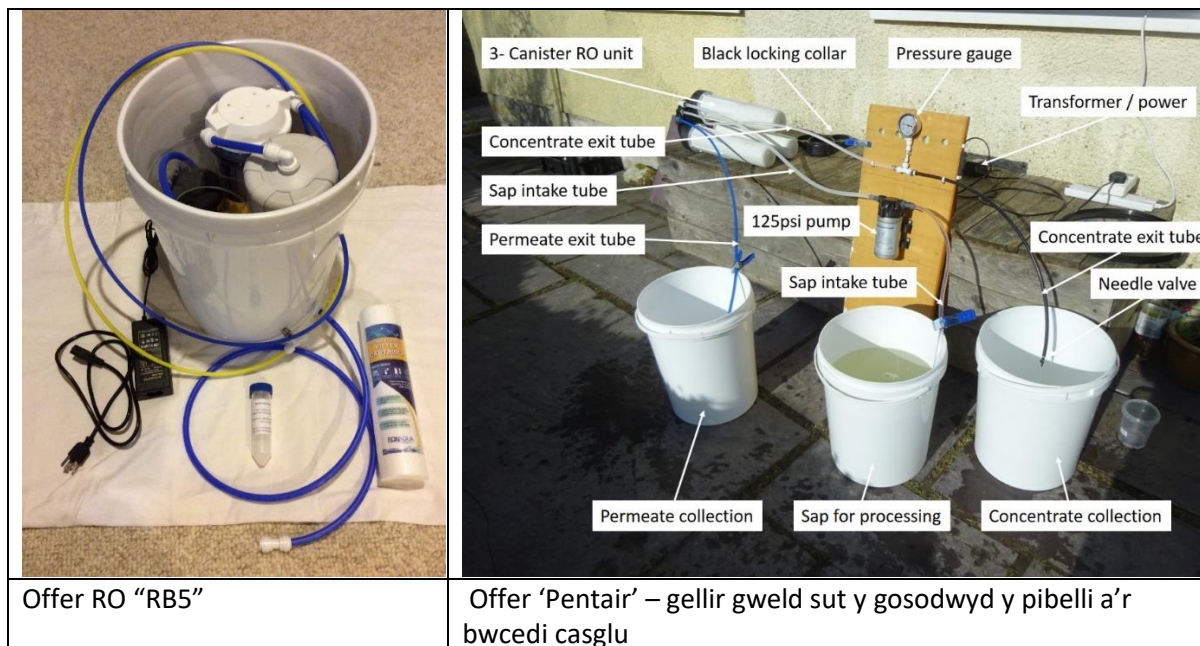 3- Canister RO unit
Black locking collar
Pressure gauge
Transformer / power
Concentrate exit tube
Sap intake tube
Permeate exit tube
125psi pump
Sap intake tube
Concentrate exit tube
Needle valve
Permeate collection
Sap for processing
Concentrate collection
FILTER
CARTRIDGE
Offer RO “RB5”
Offer ‘Pentair’ – gellir gweld sut y gosodwyd y pibelli a’r
bwcedi casglu